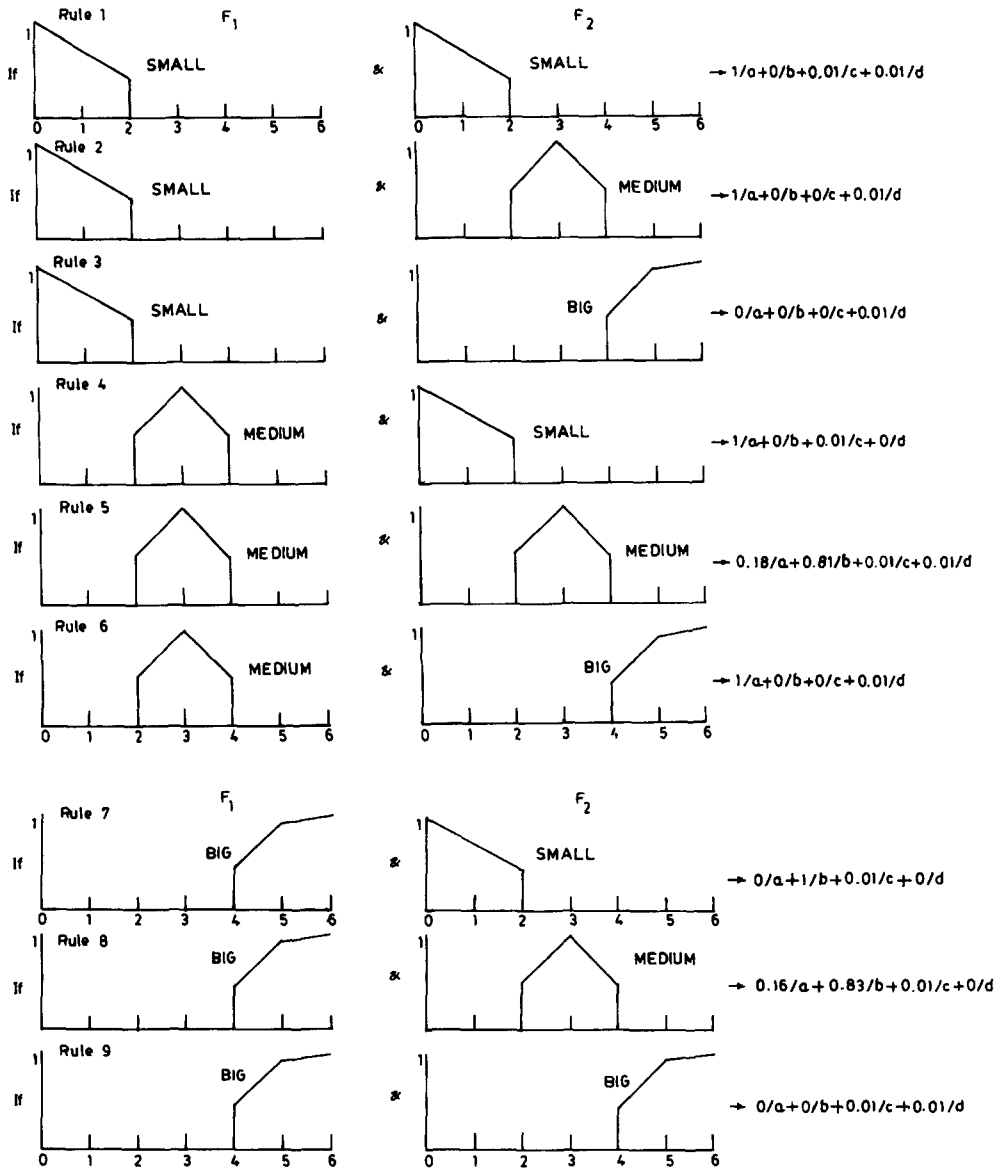 Rule 1 F1 F2
1 1
If SMALL & SMALL → 1/a+0/b+0.01/c+0.01/d
0 1 2 3 4 5 6 0 1 2 3 4 5 6
Rule 2
1 1
If SMALL & MEDIUM → 1/a+0/b+0/c+0.01/d
Rule 3
1 1
If SMALL & BIG → 0/a+0/b+0/c+0.01/d
Rule 4
1 1
If MEDIUM & SMALL → 1/a+0/b+0.01/c+0/d
Rule 5
1 1
If MEDIUM & MEDIUM → 0.18/a+0.81/b+0.01/c+0.01/d
Rule 6
1 1
If MEDIUM & BIG → 1/a+0/b+0/c+0.01/d
0 1 2 3 4 5 6 0 1 2 3 4 5 6
F1 F2
Rule 7
1 1
If BIG & SMALL → 0/a+1/b+0.01/c+0/d
0 1 2 3 4 5 6 0 1 2 3 4 5 6
Rule 8
1 1
If BIG & MEDIUM → 0.16/a+0.83/b+0.01/c+0/d
Rule 9
1 1
If BIG & BIG → 0/a+0/b+0.01/c+0.01/d
0 1 2 3 4 5 6 0 1 2 3 4 5 6